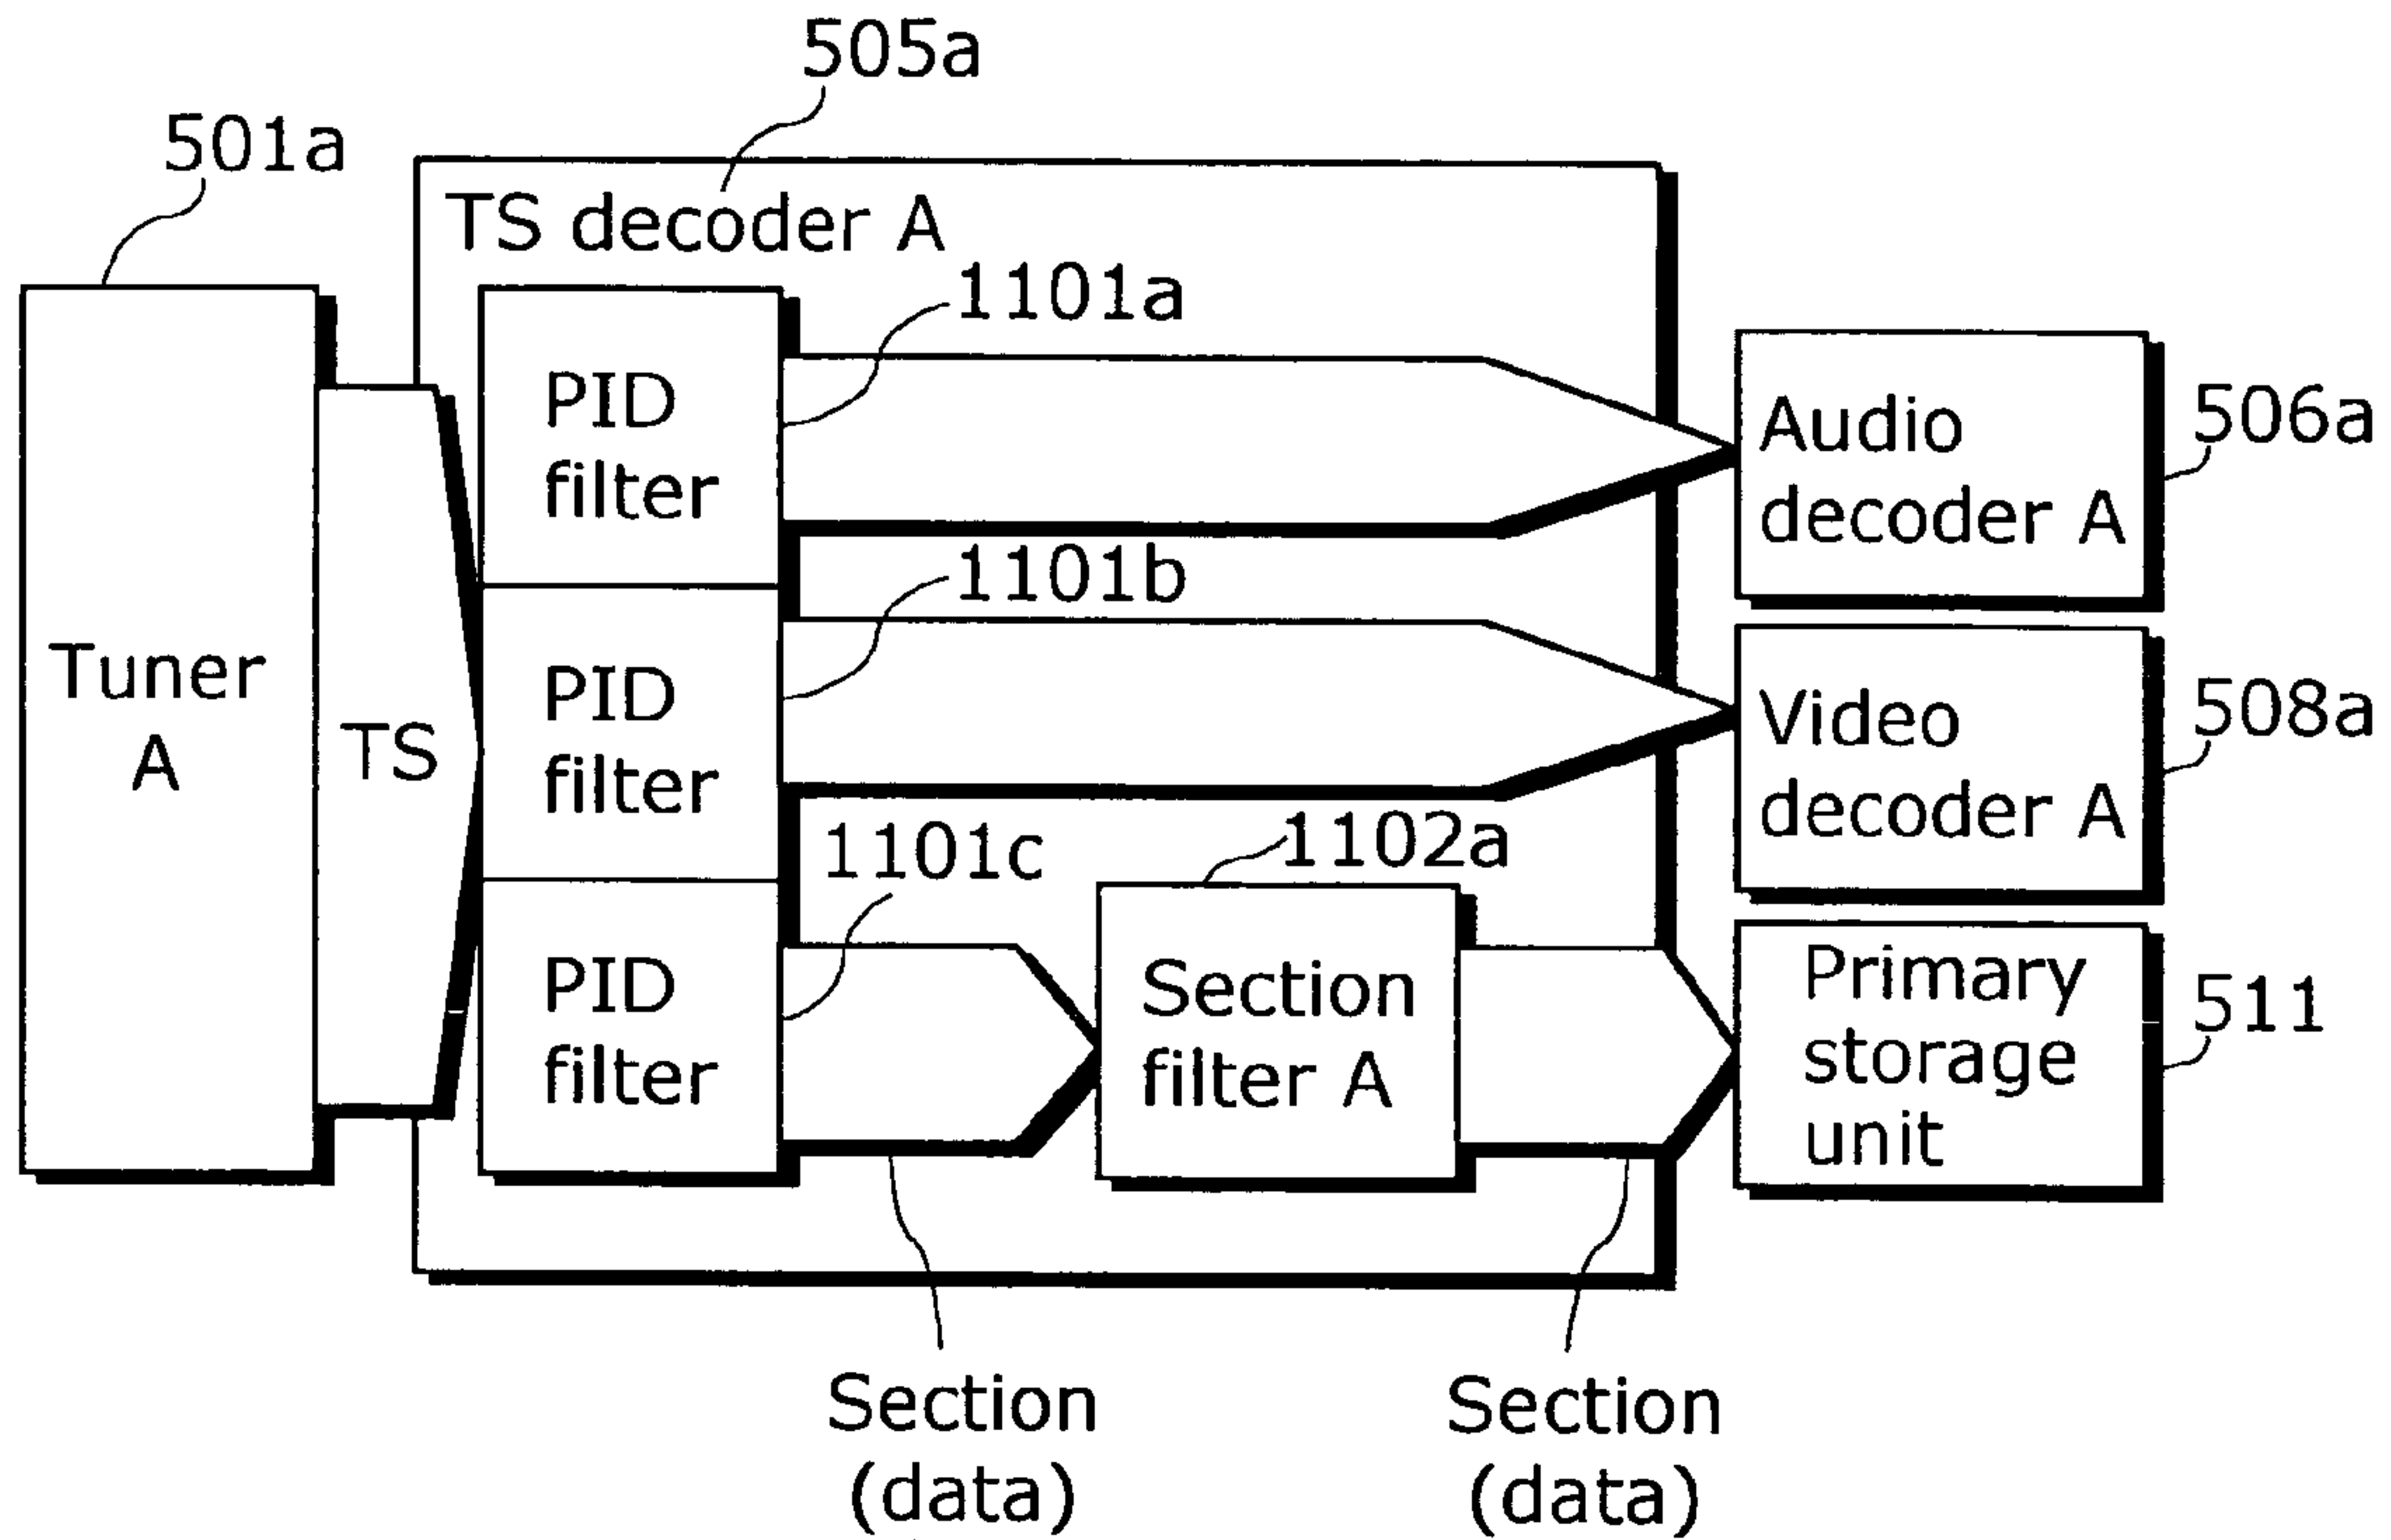 505a
501a
TS decoder A
1101a
PID
filter
Audio
decoder A
506a
1101b
Tuner
A
TS
PID
filter
Video
decoder A
508a
1101c
1102a
PID
filter
Section
filter A
Primary
storage
unit
511
Section
(data)
Section
(data)